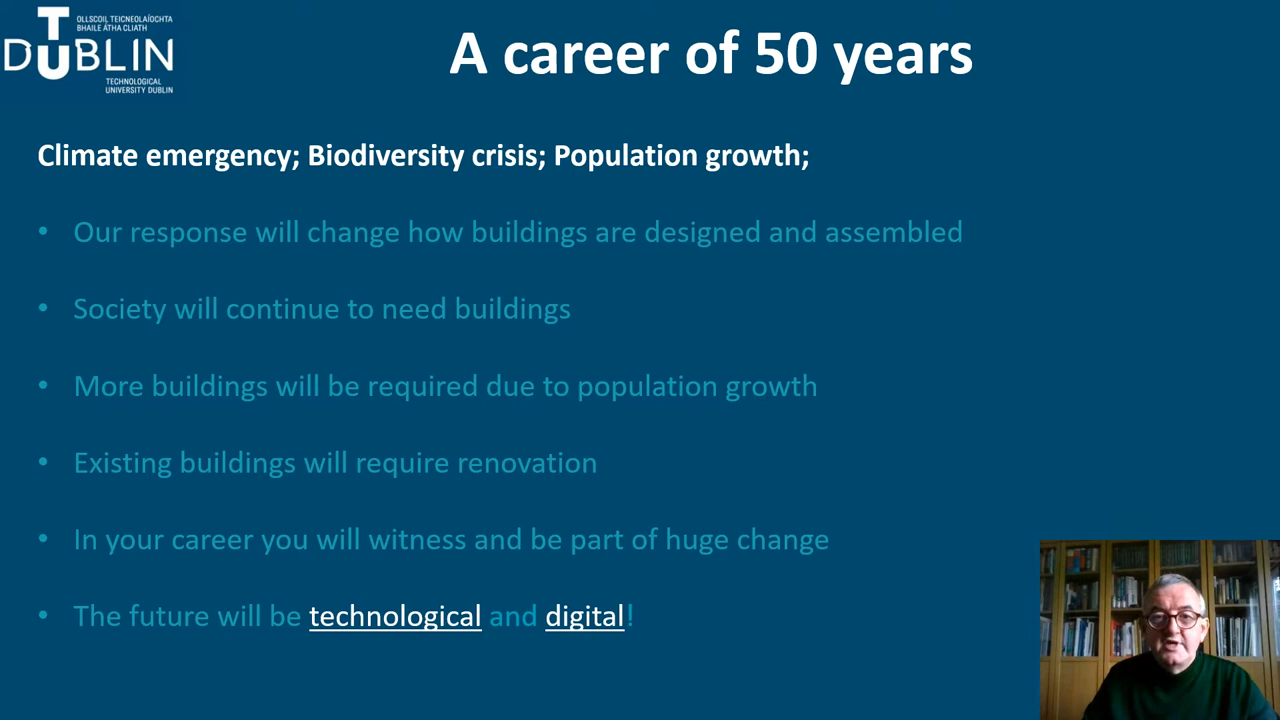 OLLSCOIL TEICNEOLAÍOCHTA
BHAILE ÁTHA CLIATH
TU DUBLIN
TECHNOLOGICAL
UNIVERSITY DUBLIN
A career of 50 years
Climate emergency; Biodiversity crisis; Population growth;
• Our response will change how buildings are designed and assembled
• Society will continue to need buildings
• More buildings will be required due to population growth
• Existing buildings will require renovation
• In your career you will witness and be part of huge change
• The future will be technological and digital!